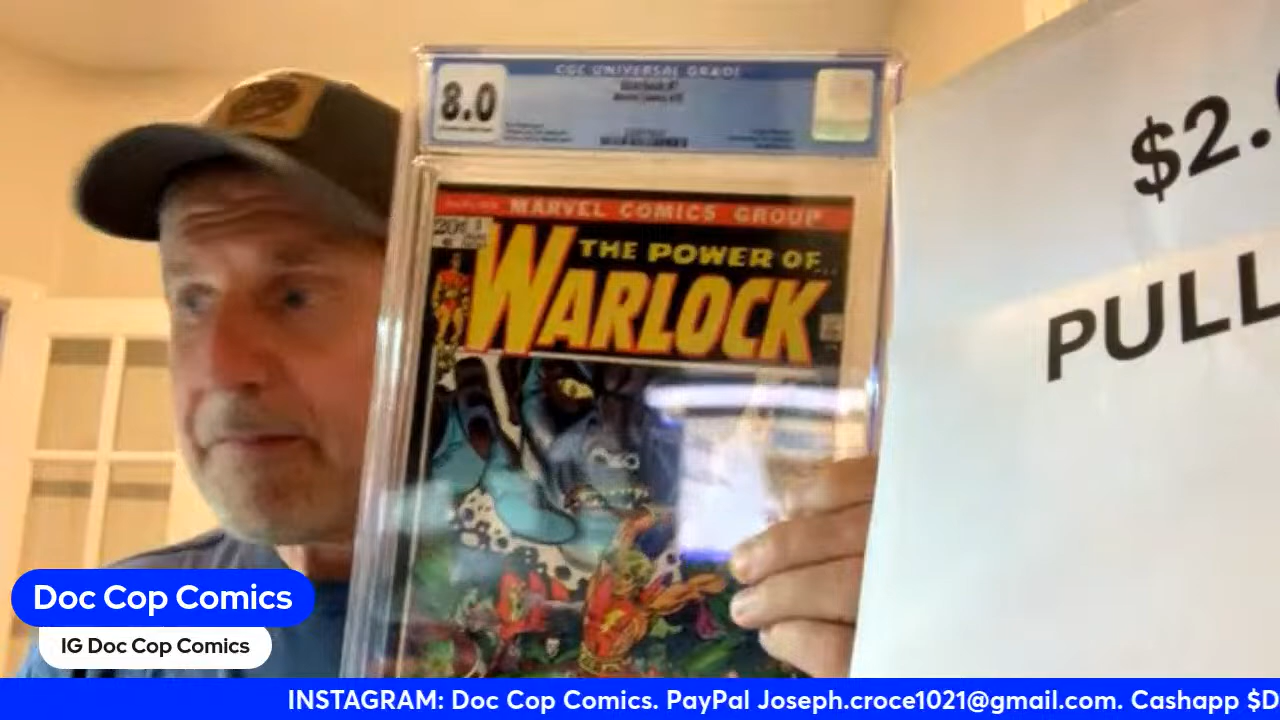 CGC UNIVERSAL GRADE
8.0
MARVEL COMICS GROUP
20¢
THE POWER OF...
WARLOCK
$2.
PULL
Doc Cop Comics
IG Doc Cop Comics
INSTAGRAM: Doc Cop Comics. PayPal Joseph.croce1021@gmail.com. Cashapp $D